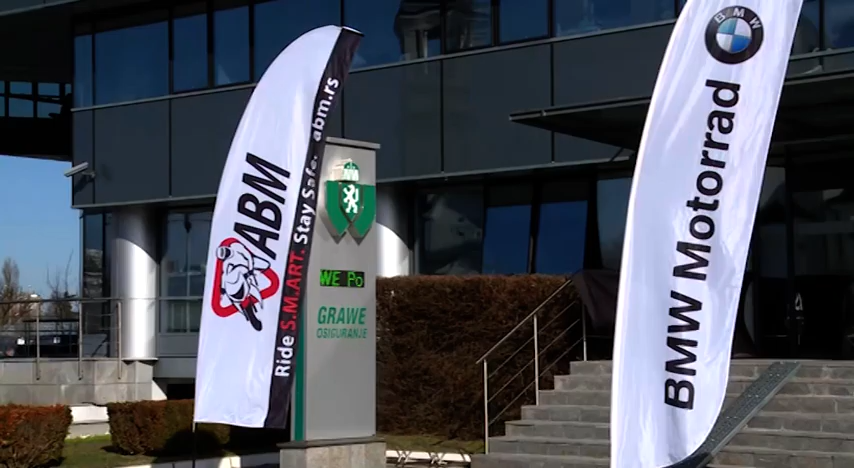 ABM
Ride S.M.ART. Stay Safe. abm.rs
WE Po
GRAWE
OSIGURANJE
BMW
BMW Motorrad